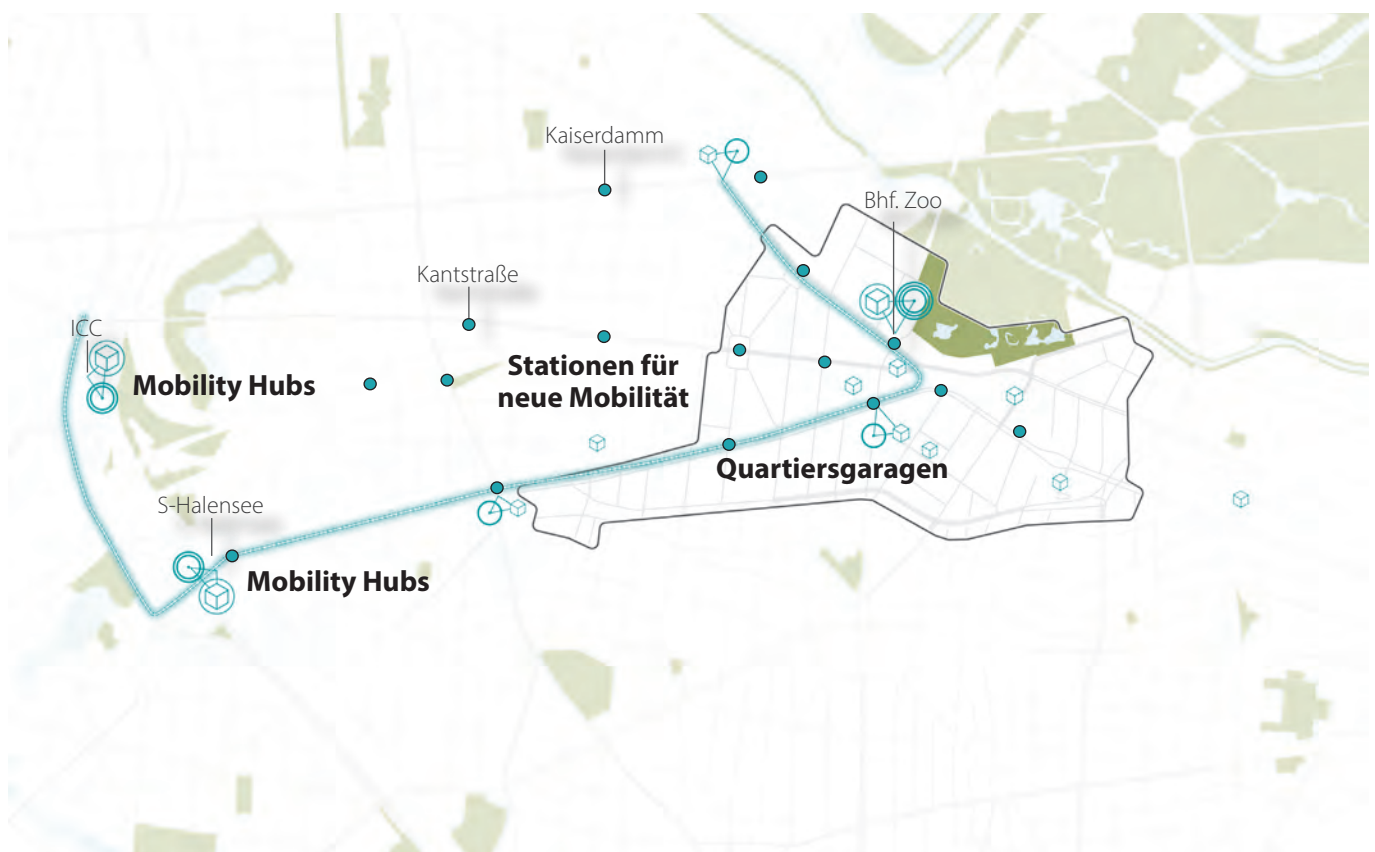 Kaiserdamm
Bhf. Zoo
Kantstraße
ICC
Mobility Hubs
Stationen für
neue Mobilität
Quartiersgaragen
S-Halensee
Mobility Hubs